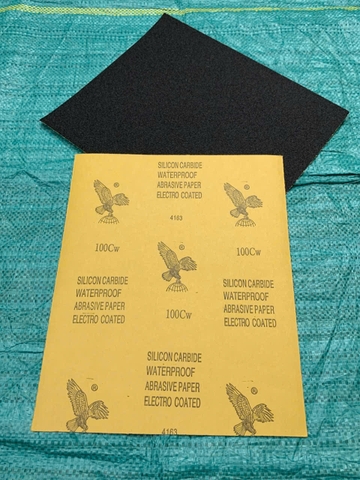 SILICON CARBIDE
WATERPROOF
ABRASIVE PAPER
ELECTRO COATED
®
®
4163
100Cw
®
100Cw
SILICON CARBIDE
WATERPROOF
ABRASIVE PAPER
ELECTRO COATED
100Cw
SILICON CARBIDE
WATERPROOF
ABRASIVE PAPER
ELECTRO COATED
SILICON CARBIDE
WATERPROOF
ABRASIVE PAPER
ELECTRO COATED
®
®
4163